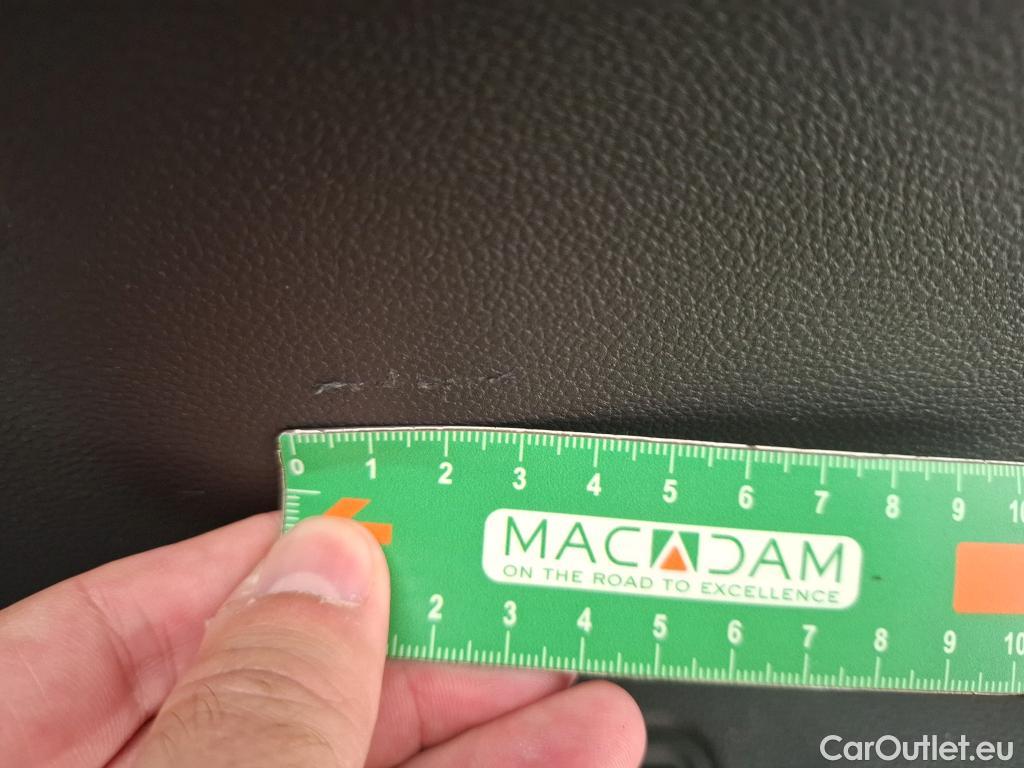 0 1 2 3 4 5 6 7 8 9 10
MACADAM
ON THE ROAD TO EXCELLENCE
2 3 4 5 6 7 8 9 10
CarOutlet.eu